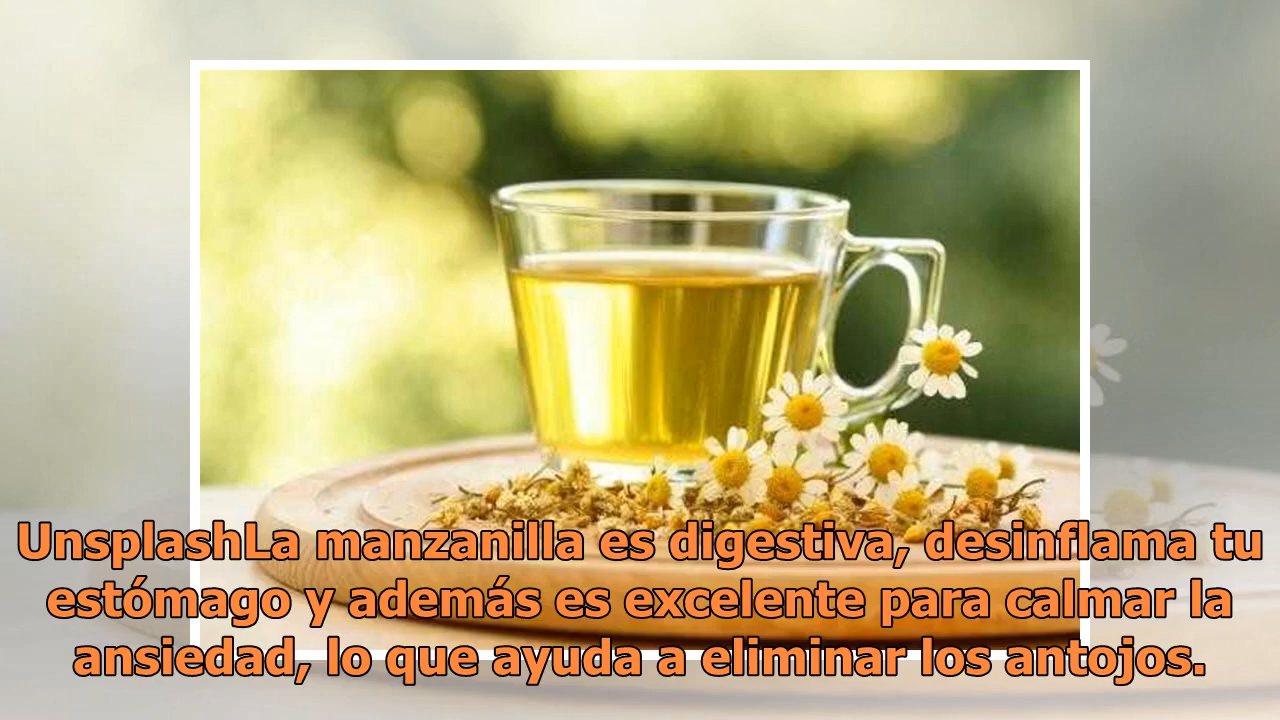 UnsplashLa manzanilla es digestiva, desinflama tu
estómago y además es excelente para calmar la
ansiedad, lo que ayuda a eliminar los antojos.